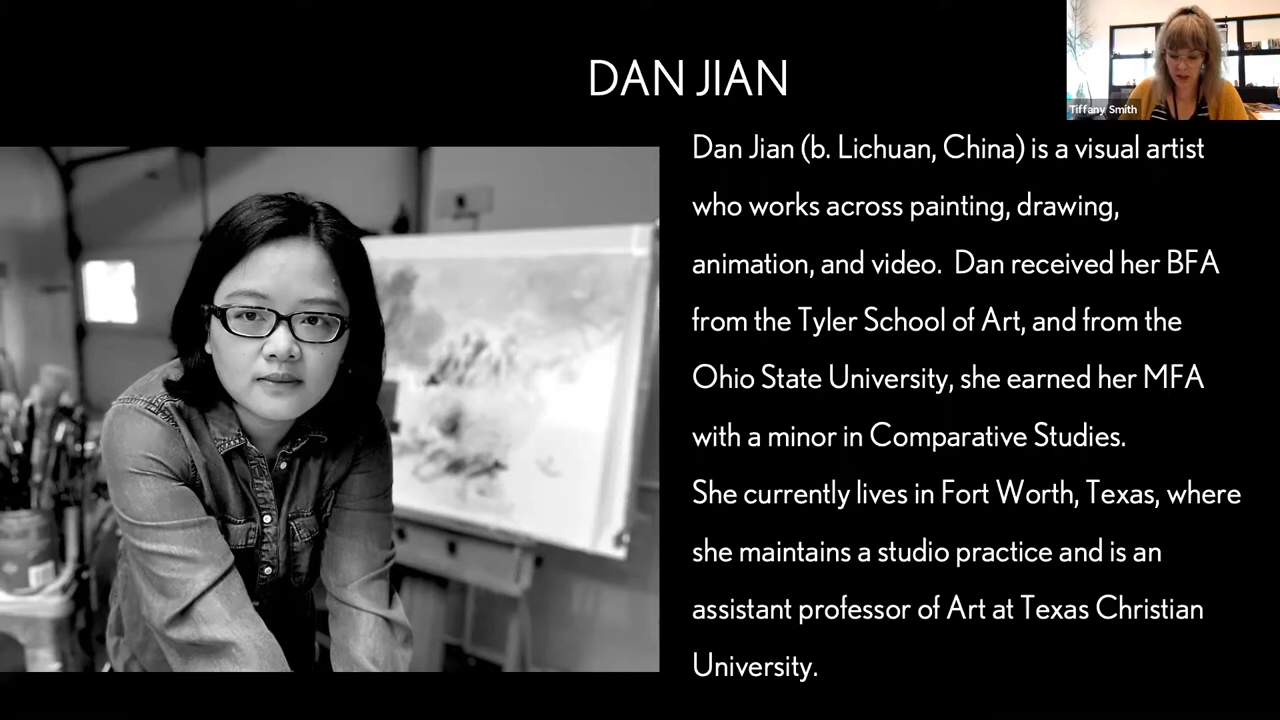 DAN JIAN
Tiffany Smith
Dan Jian (b. Lichuan, China) is a visual artist
who works across painting, drawing,
animation, and video.  Dan received her BFA
from the Tyler School of Art, and from the
Ohio State University, she earned her MFA
with a minor in Comparative Studies.
She currently lives in Fort Worth, Texas, where
she maintains a studio practice and is an
assistant professor of Art at Texas Christian
University.